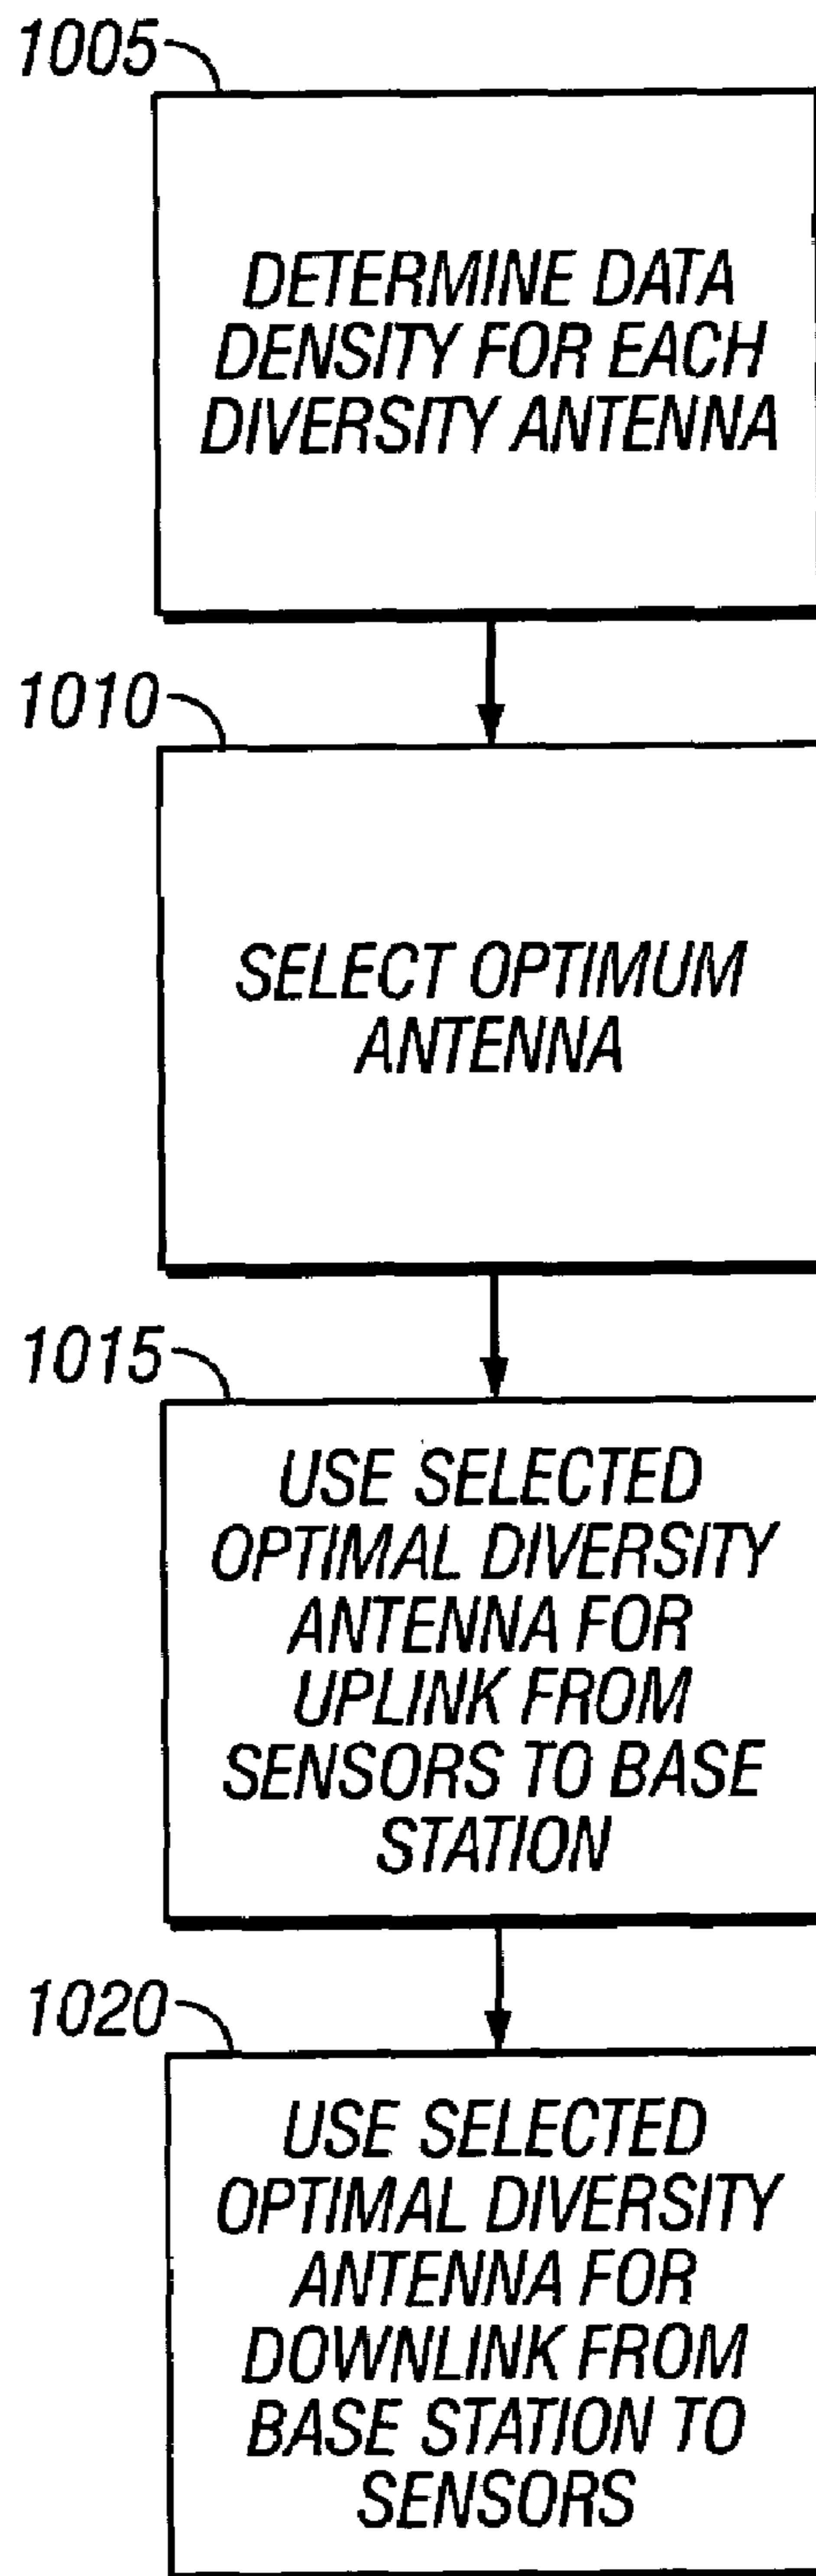 1005
DETERMINE DATA
DENSITY FOR EACH
DIVERSITY ANTENNA
1010
SELECT OPTIMUM
ANTENNA
1015
USE SELECTED
OPTIMAL DIVERSITY
ANTENNA FOR
UPLINK FROM
SENSORS TO BASE
STATION
1020
USE SELECTED
OPTIMAL DIVERSITY
ANTENNA FOR
DOWNLINK FROM
BASE STATION TO
SENSORS